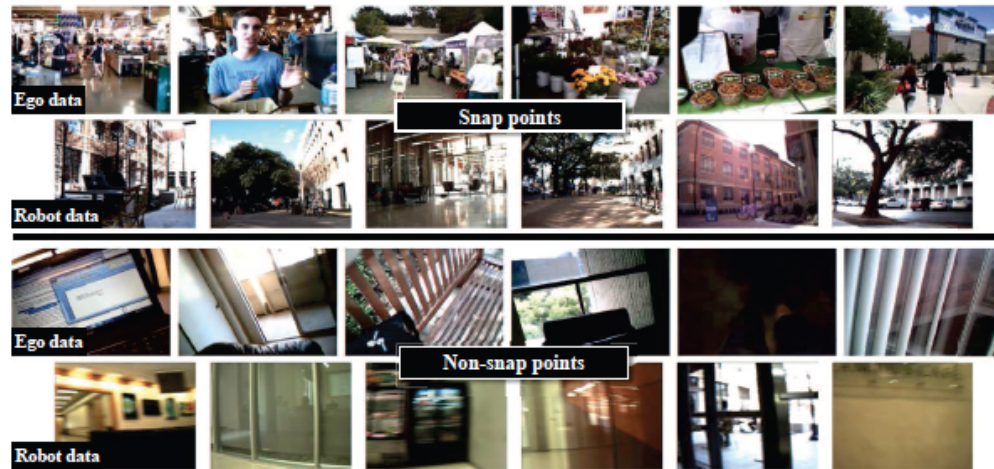 Ego data
Snap points
Robot data
Ego data
Non-snap points
Robot data